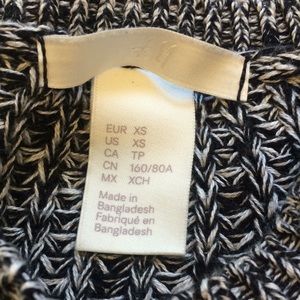 EUR XS
US XS
CA TP
CN 160/80A
MX XCH
Made in
Bangladesh
Fabriqué en
Bangladesh